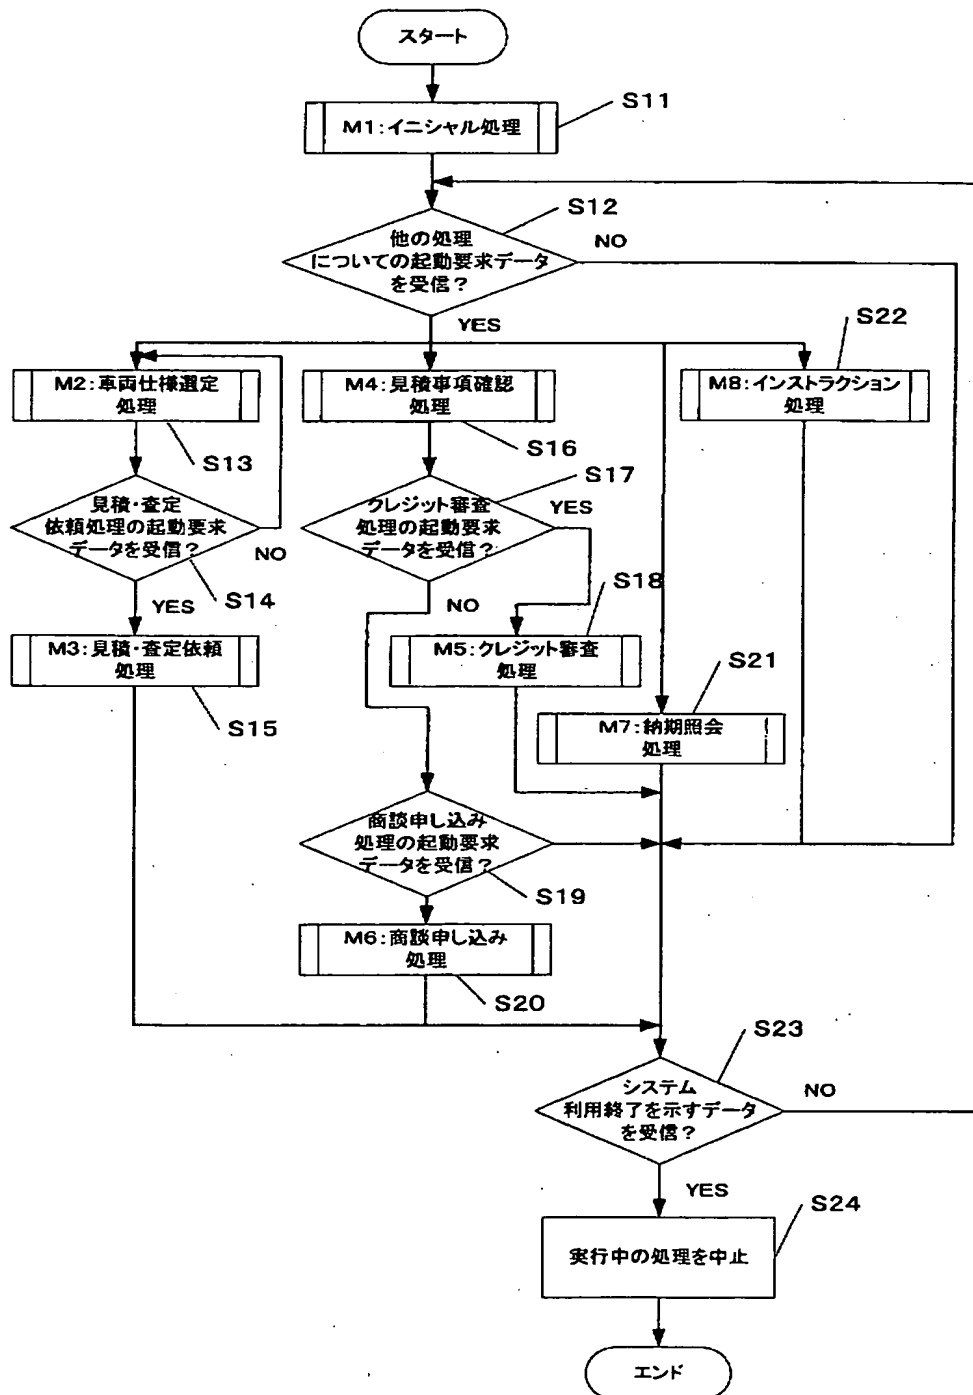 スタート
S11
M1:イニシャル処理
S12
他の処理
についての起動要求データ
を受信?
NO
YES
S22
M2:車両仕様選定
処理
M4:見積事項確認
処理
M8:インストラクション
処理
S13
S16
S17
見積・査定
依頼処理の起動要求
データを受信?
NO
クレジット審査
処理の起動要求
データを受信?
YES
S14
YES
NO
S18
M3:見積・査定依頼
処理
M5:クレジット審査
処理
S21
S15
M7:納期照会
処理
商談申し込み
処理の起動要求
データを受信?
S19
M6:商談申し込み
処理
S20
S23
システム
利用終了を示すデータ
を受信?
NO
YES
S24
実行中の処理を中止
エンド